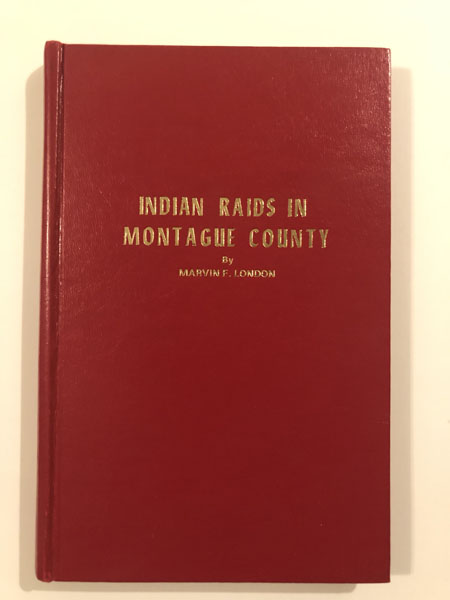 INDIAN RAIDS IN
MONTAGUE COUNTY
By
MARVIN F. LONDON